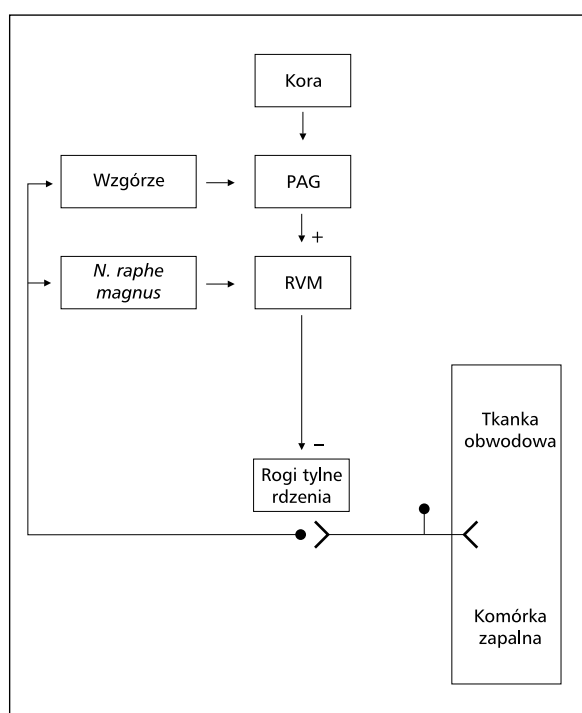 Kora
Wzgórze
PAG
+
N. raphe
magnus
RVM
Tkanka
obwodowa
–
Rogi tylne
rdzenia
Komórka
zapalna